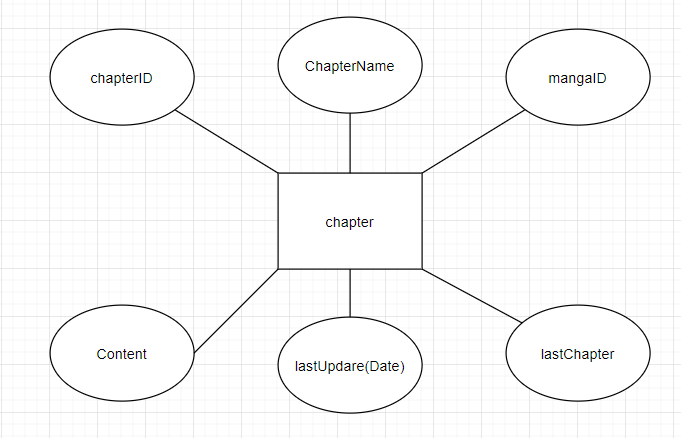 chapterID
ChapterName
mangaID
chapter
Content
lastUpdare(Date)
lastChapter